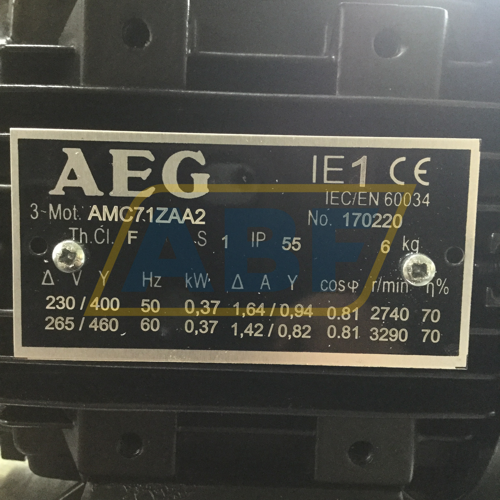 AEG IE1 CE
IEC/EN 60034
3~Mot. AMC71ZAA2 No. 170220
Th.Cl. F S 1 IP 55 6 kg
Δ V Y Hz kW Δ A Y cosφ r/min η%
230 / 400 50 0,37 1,64 / 0,94 0.81 2740 70
265 / 460 60 0,37 1,42 / 0,82 0.81 3290 70
ABF